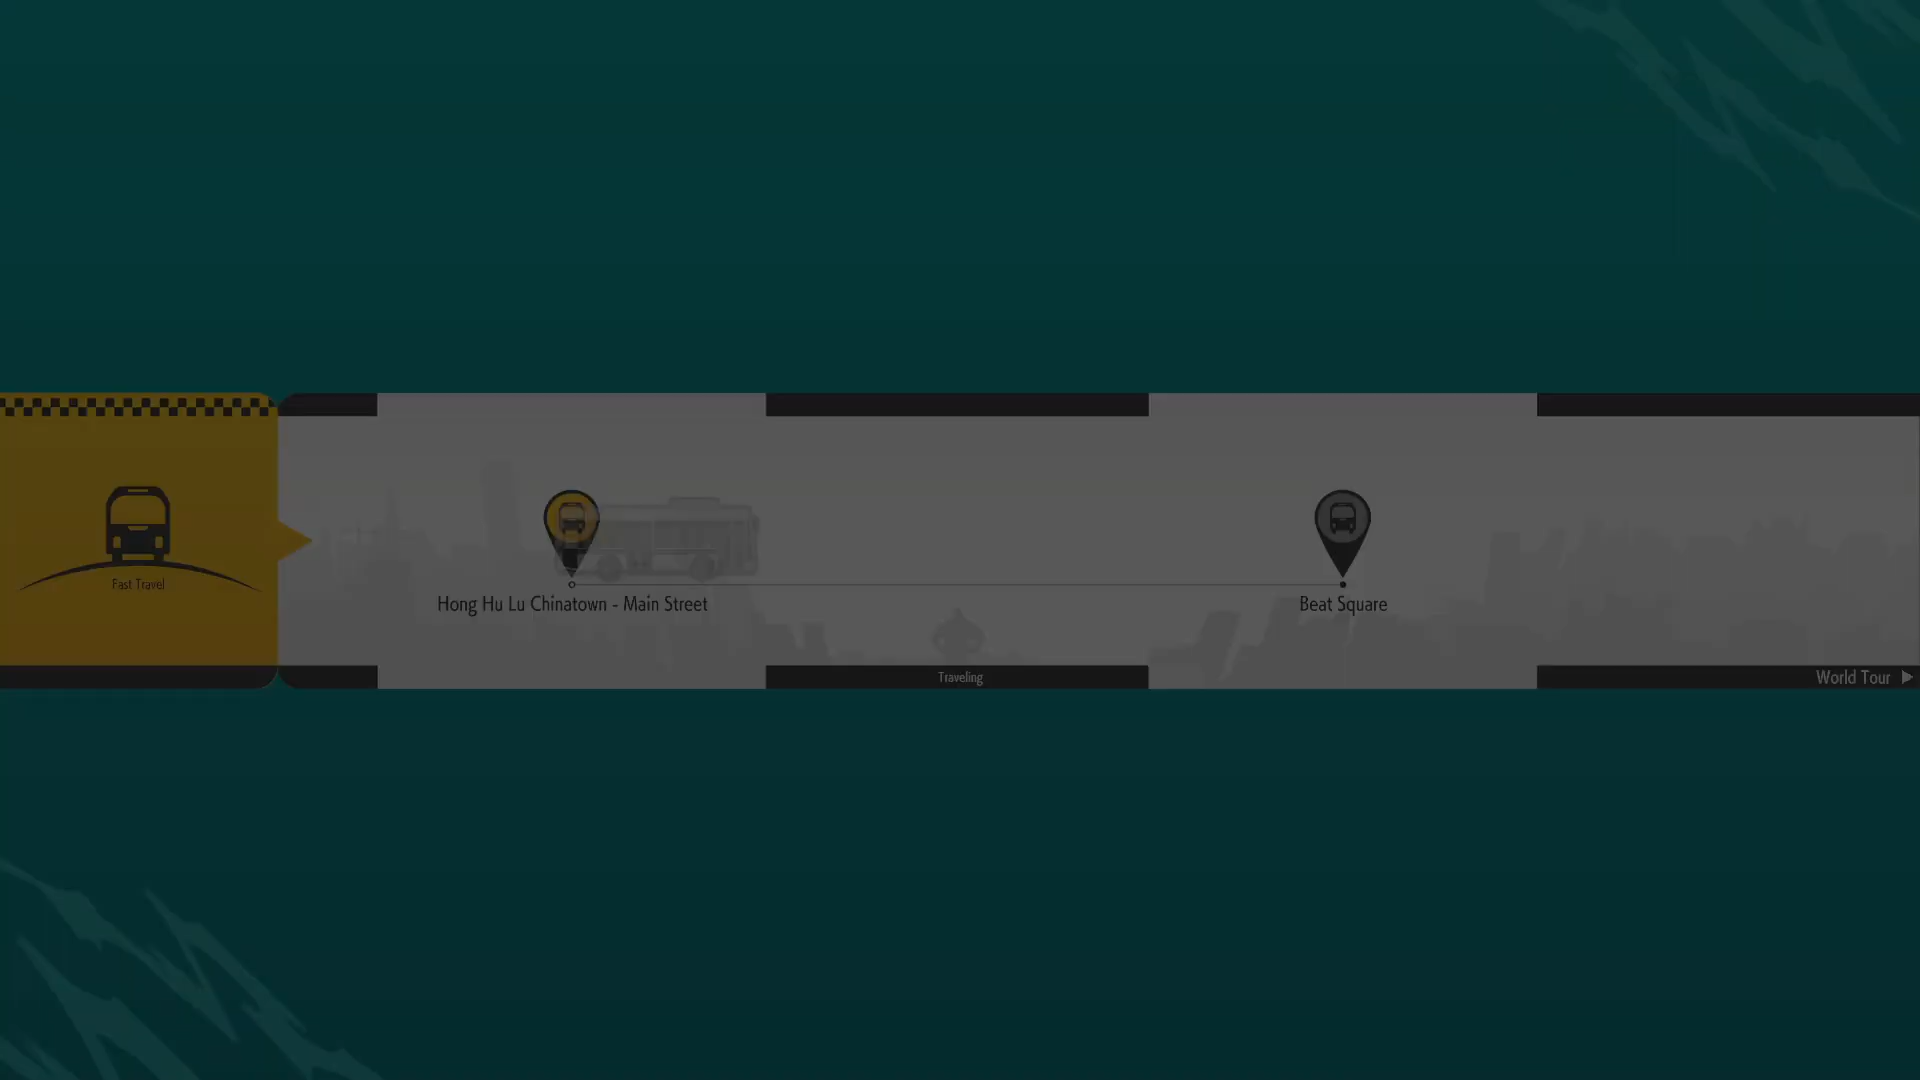 Fast Travel
Hong Hu Lu Chinatown - Main Street
Beat Square
Traveling
World Tour